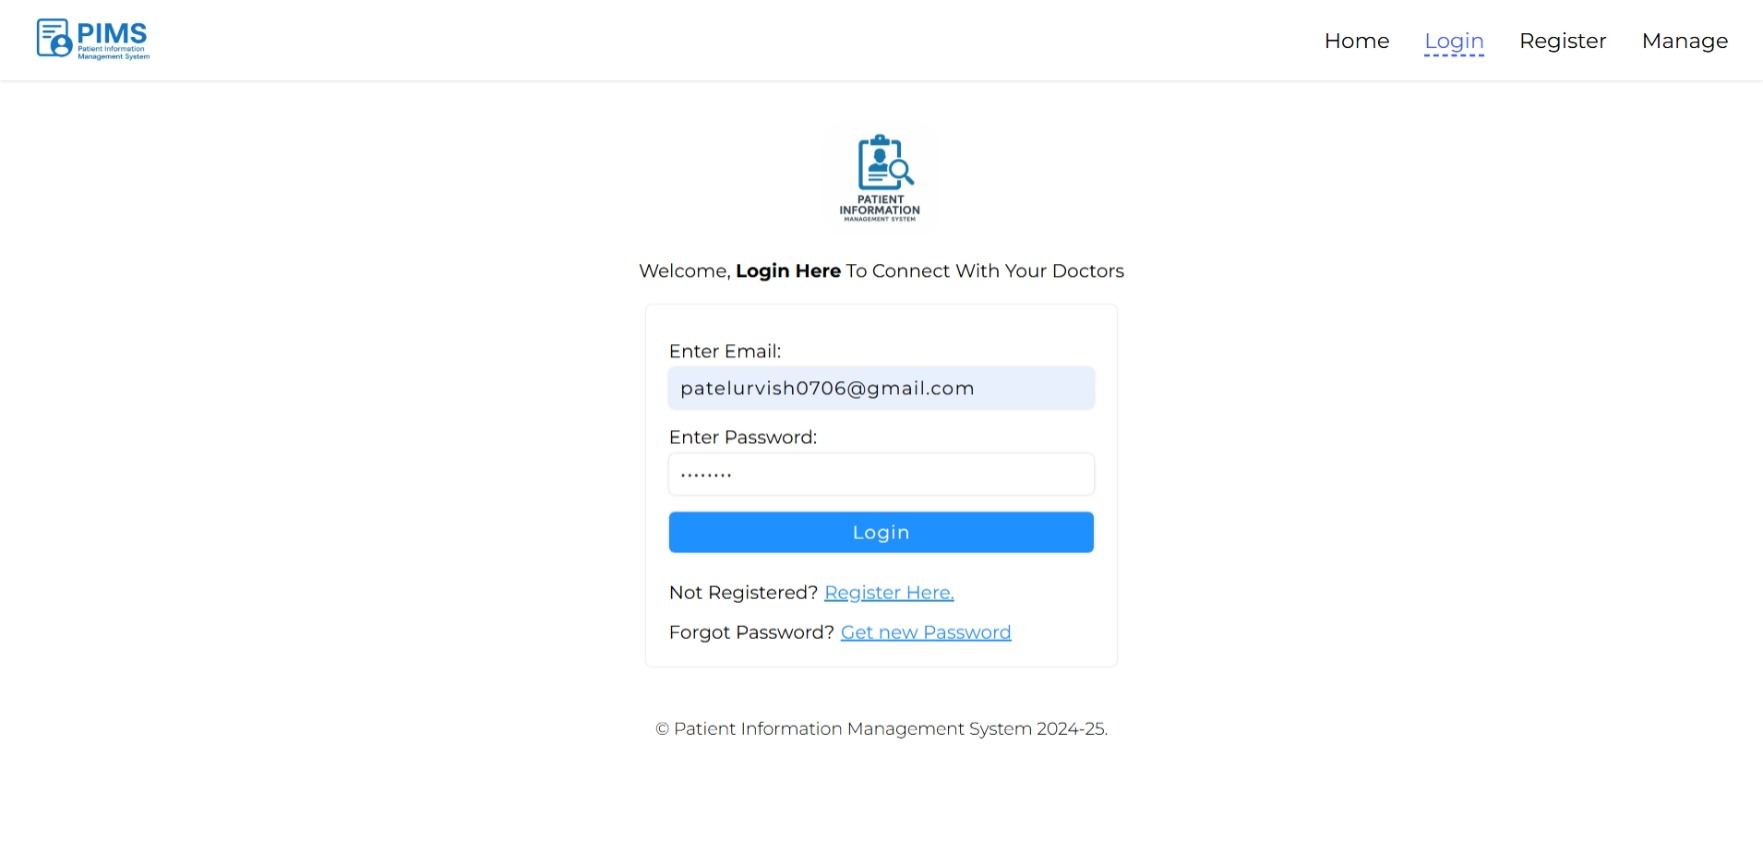 PIMS
Patient Information
Management System
Home Login Register Manage
PATIENT
INFORMATION
MANAGEMENT SYSTEM
Welcome, Login Here To Connect With Your Doctors
Enter Email:
patelurvish0706@gmail.com
Enter Password:
........
Login
Not Registered? Register Here.
Forgot Password? Get new Password
© Patient Information Management System 2024-25.